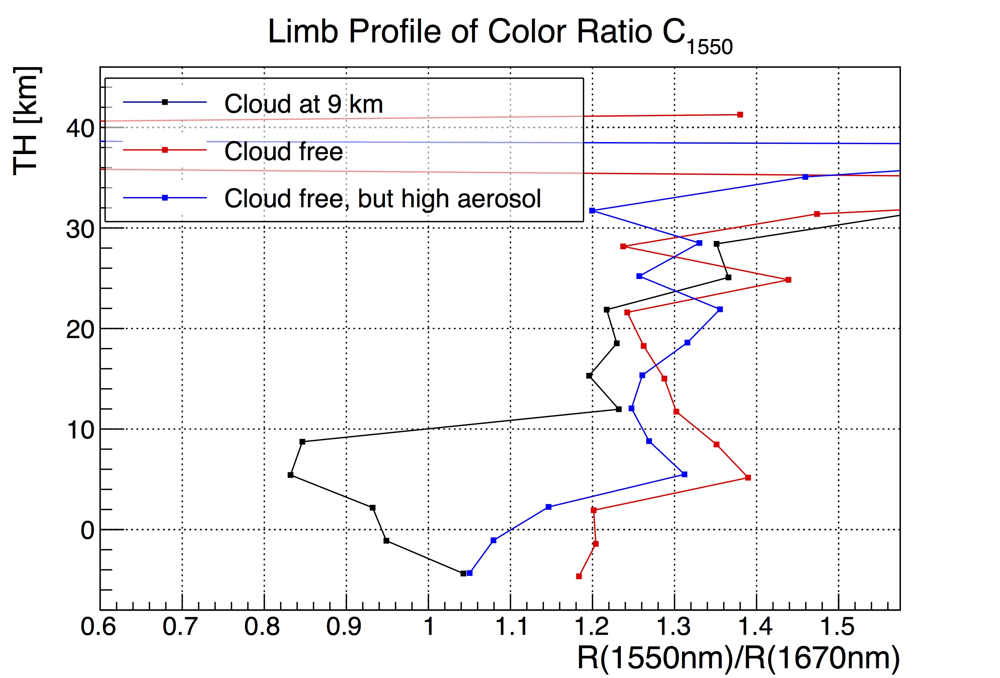 Limb Profile of Color Ratio C1550
TH [km]
Cloud at 9 km
Cloud free
Cloud free, but high aerosol
40
30
20
10
0
0.6 0.7 0.8 0.9 1 1.1 1.2 1.3 1.4 1.5
R(1550nm)/R(1670nm)